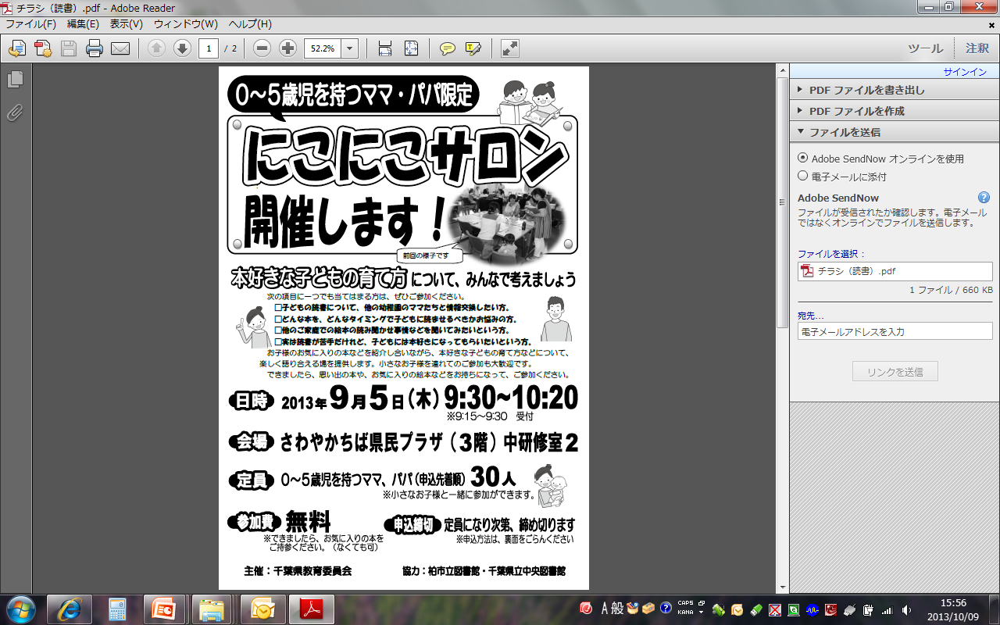 チラシ（読書）.pdf - Adobe Reader
ファイル(F) 編集(E) 表示(V) ウィンドウ(W) ヘルプ(H)
1 / 2 52.2% ツール 注釈
０～５歳児を持つママ・パパ限定
にこにこサロン
開催します！
前回の様子です
本好きな子どもの育て方 について、みんなで考えましょう
次の項目に一つでも当てはまる方は、ぜひご参加ください。
□子どもの読書について、他の幼稚園のママたちと情報交換したい方。
□どんな本を、どんなタイミングで子どもに読ませるべきかお悩みの方。
□他のご家庭での絵本の読み聞かせ事情などを聞いてみたいという方。
□実は読書が苦手だけれど、子どもには本好きになってもらいたいという方。
お子様のお気に入りの本などを紹介し合いながら、本好きな子どもの育て方などについて、
楽しく語り合える場を提供します。小さなお子様を連れてのご参加も大歓迎です。
できましたら、思い出の本や、お気に入りの絵本などをお持ちになって、ご参加ください。
日時 2013年９月５日（木）9:30~10:20
※9:15～9:30 受付
会場 さわやかちば県民プラザ（３階）中研修室２
定員 ０～５歳児を持つママ、パパ（申込先着順）30人
※小さなお子様と一緒に参加ができます。
参加費 無料
※できましたら、お気に入りの本を
ご持参ください。（なくても可）
申込締切 定員になり次第、締め切ります
※申込方法は、裏面をごらんください
主催：千葉県教育委員会 協力：柏市立図書館・千葉県立中央図書館
サインイン
PDF ファイルを書き出し
PDF ファイルを作成
ファイルを送信
Adobe SendNow オンラインを使用
電子メールに添付
Adobe SendNow
ファイルが受信されたか確認します。電子メール
ではなくオンラインでファイルを送信します。
ファイルを選択：
チラシ（読書）.pdf
1 ファイル / 660 KB
宛先...
電子メールアドレスを入力
リンクを送信
A 般 CAPS
KANA
15:56
2013/10/09